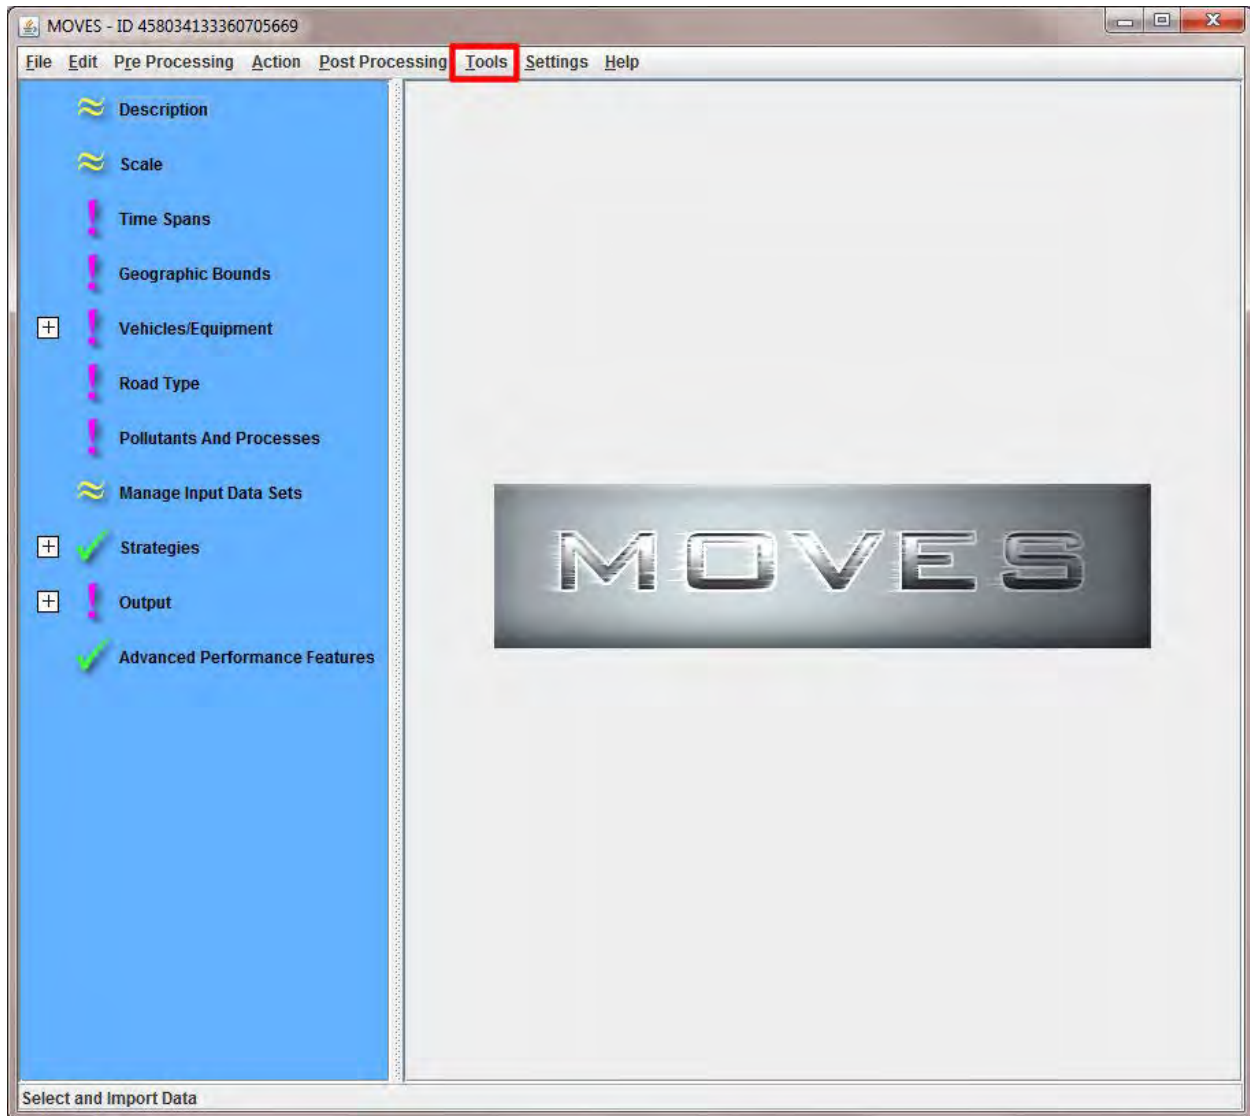 MOVES - ID 458034133360705669
File Edit Pre Processing Action Post Processing Tools Settings Help
Description
Scale
Time Spans
Geographic Bounds
Vehicles/Equipment
Road Type
Pollutants And Processes
Manage Input Data Sets
Strategies
Output
Advanced Performance Features
MOVES
Select and Import Data